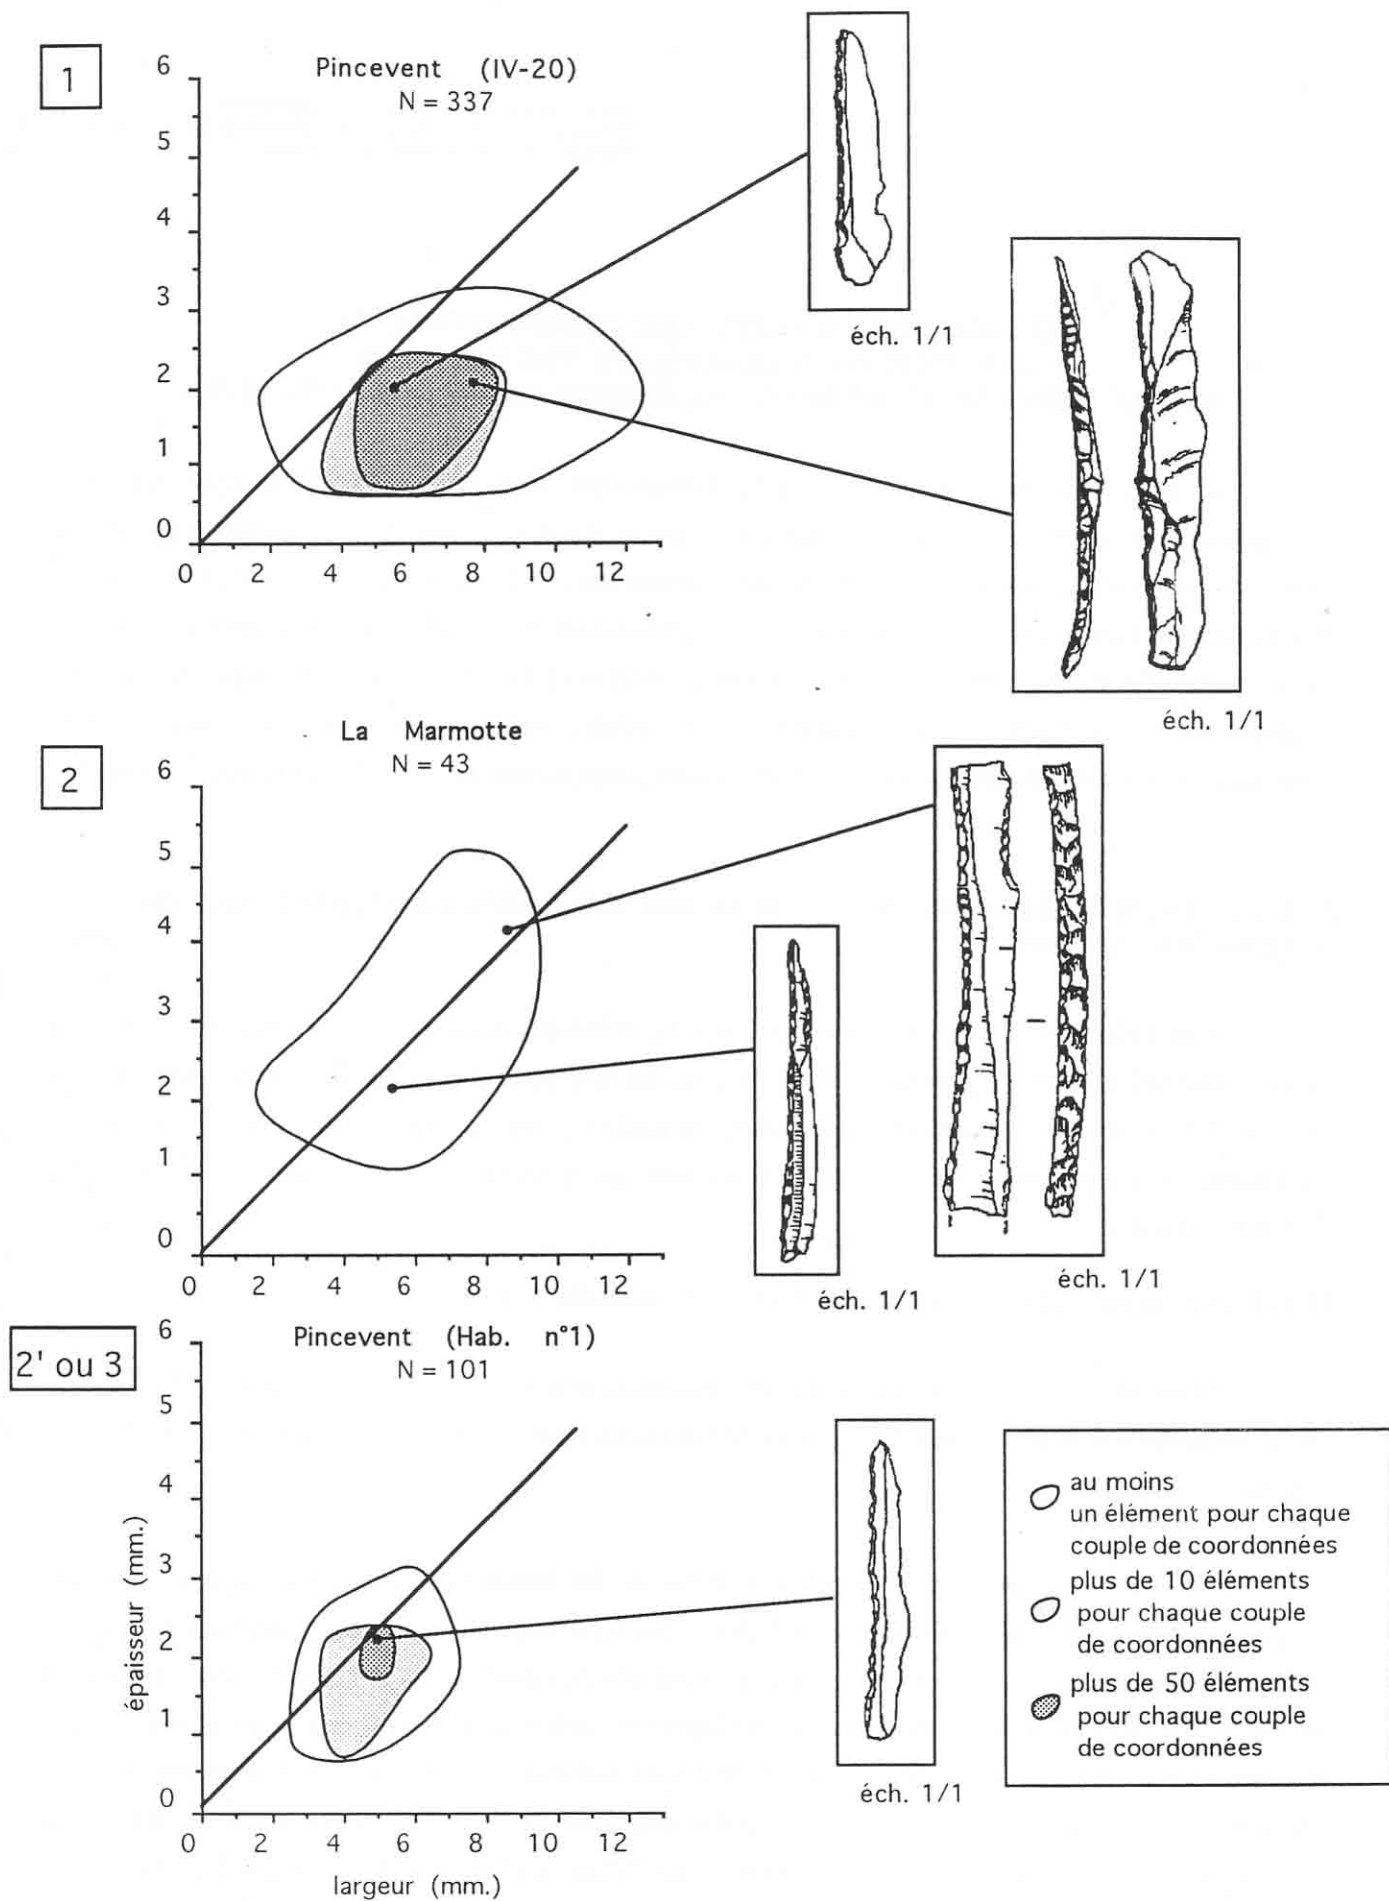 1
Pincevent (IV-20)
N = 337
6
5
4
3
2
1
0
0 2 4 6 8 10 12
éch. 1/1
éch. 1/1
2
La Marmotte
N = 43
6
5
4
3
2
1
0
0 2 4 6 8 10 12
éch. 1/1
éch. 1/1
2' ou 3
Pincevent (Hab. n°1)
N = 101
6
5
4
3
2
1
0
épaisseur (mm.)
0 2 4 6 8 10 12
largeur (mm.)
éch. 1/1
au moins
un élément pour chaque
couple de coordonnées
plus de 10 éléments
pour chaque couple
de coordonnées
plus de 50 éléments
pour chaque couple
de coordonnées